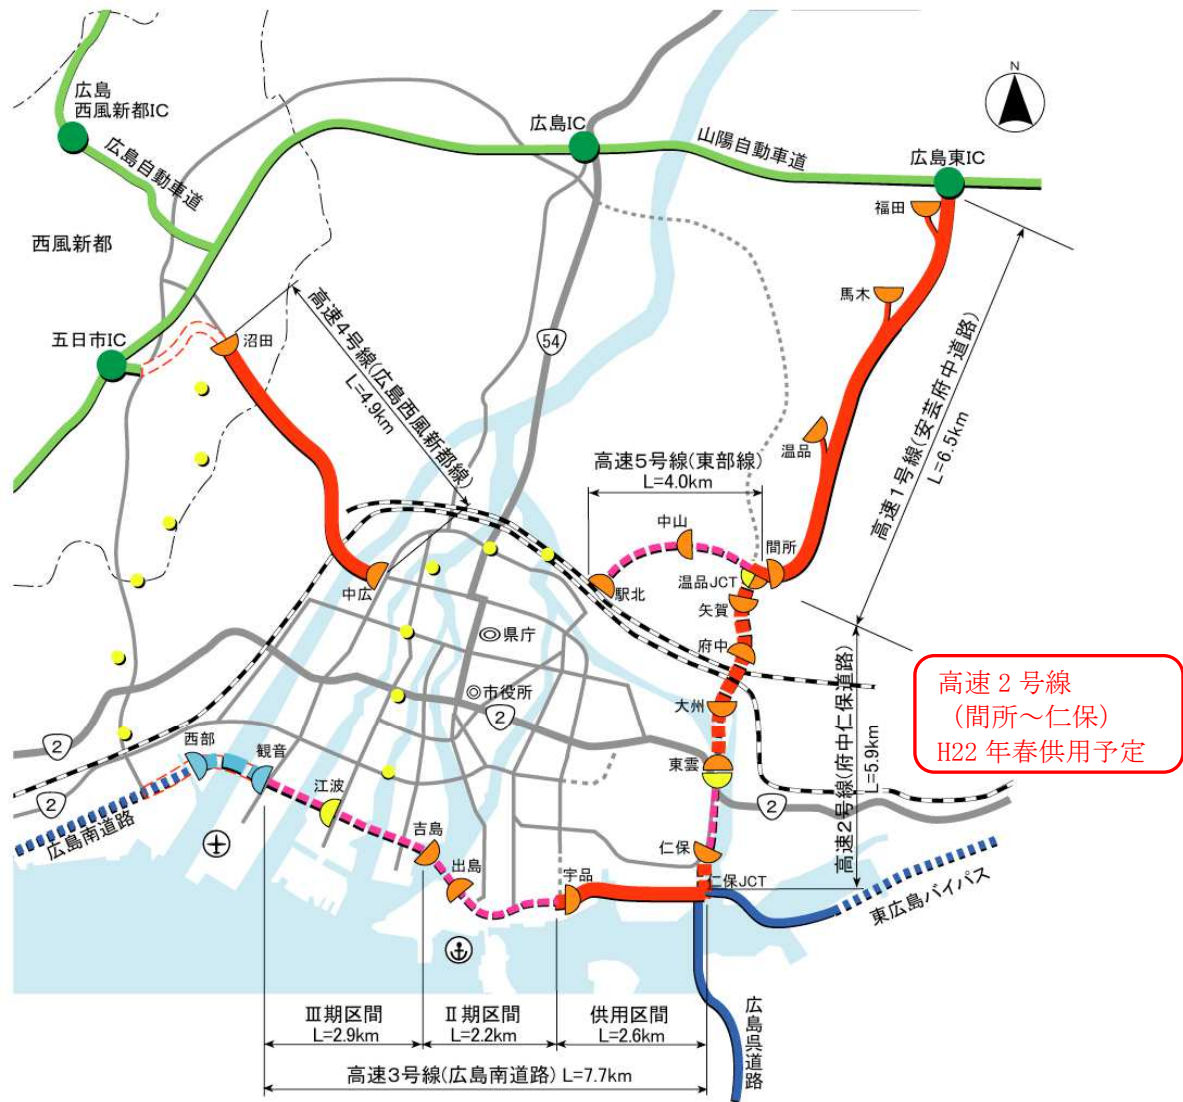 N
広島
西風新都IC
広島自動車道
広島IC
山陽自動車道
広島東IC
福田
西風新都
馬木
五日市IC
沼田
高速4号線(広島西風新都線)
L=4.9km
54
温品
高速1号線(安芸府中道路)
L=6.5km
高速5号線(東部線)
L=4.0km
中山
間所
温品JCT
駅北
中広
矢賀
府中
県庁
市役所
大州
2
2
2
2
西部
観音
東雲
高速2号線(府中仁保道路)
L=5.9km
高速2号線
(間所～仁保)
H22年春供用予定
江波
吉島
出島
広島南道路
仁保
宇品
仁保JCT
東広島バイパス
Ⅲ期区間
L=2.9km
Ⅱ期区間
L=2.2km
供用区間
L=2.6km
高速3号線(広島南道路) L=7.7km
広島呉道路